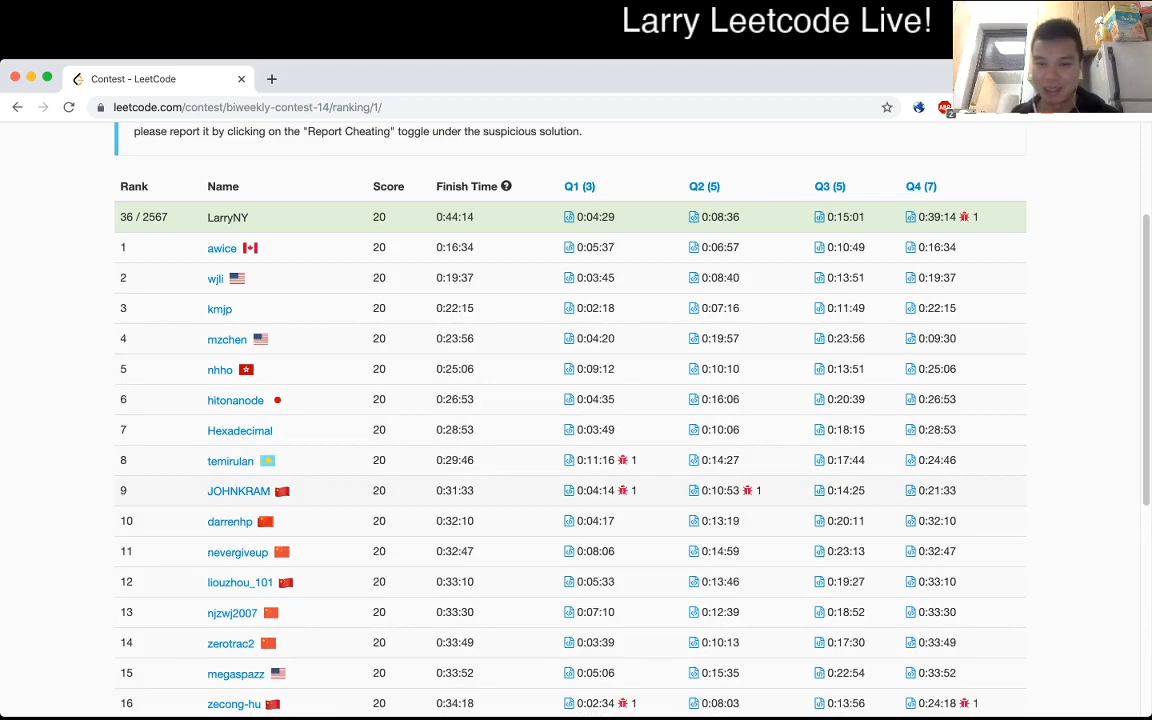 Larry Leetcode Live!
Contest - LeetCode
leetcode.com/contest/biweekly-contest-14/ranking/1/
please report it by clicking on the "Report Cheating" toggle under the suspicious solution.
Rank Name Score Finish Time Q1 (3) Q2 (5) Q3 (5) Q4 (7)
36 / 2567 LarryNY 20 0:44:14 0:04:29 0:08:36 0:15:01 0:39:14 1
1 awice 20 0:16:34 0:05:37 0:06:57 0:10:49 0:16:34
2 wjli 20 0:19:37 0:03:45 0:08:40 0:13:51 0:19:37
3 kmjp 20 0:22:15 0:02:18 0:07:16 0:11:49 0:22:15
4 mzchen 20 0:23:56 0:04:20 0:19:57 0:23:56 0:09:30
5 nhho 20 0:25:06 0:09:12 0:10:10 0:13:51 0:25:06
6 hitonanode 20 0:26:53 0:04:35 0:16:06 0:20:39 0:26:53
7 Hexadecimal 20 0:28:53 0:03:49 0:10:06 0:18:15 0:28:53
8 temirulan 20 0:29:46 0:11:16 1 0:14:27 0:17:44 0:24:46
9 JOHNKRAM 20 0:31:33 0:04:14 1 0:10:53 1 0:14:25 0:21:33
10 darrenhp 20 0:32:10 0:04:17 0:13:19 0:20:11 0:32:10
11 nevergiveup 20 0:32:47 0:08:06 0:14:59 0:23:13 0:32:47
12 liouzhou_101 20 0:33:10 0:05:33 0:13:46 0:19:27 0:33:10
13 njzwj2007 20 0:33:30 0:07:10 0:12:39 0:18:52 0:33:30
14 zerotrac2 20 0:33:49 0:03:39 0:10:13 0:17:30 0:33:49
15 megaspazz 20 0:33:52 0:05:06 0:15:35 0:22:54 0:33:52
16 zecong-hu 20 0:34:18 0:02:34 1 0:08:03 0:13:56 0:24:18 1